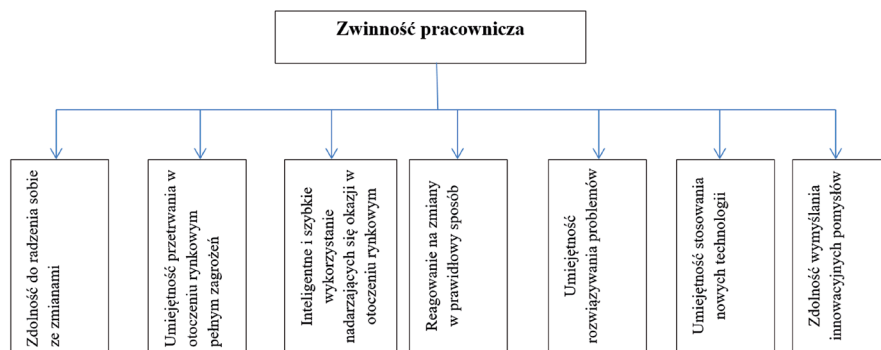 Zwinność pracownicza
Zdolność do radzenia sobie
ze zmianami
Umiejętność przetrwania w
otoczeniu rynkowym
pełnym zagrożeń
Inteligentne i szybkie
wykorzystanie
nadarzających się okazji w
otoczeniu rynkowym
Reagowanie na zmiany
w prawidłowy sposób
Umiejętność
rozwiązywania problemów
Umiejętność stosowania
nowych technologii
Zdolność wymyślania
innowacyjnych pomysłów